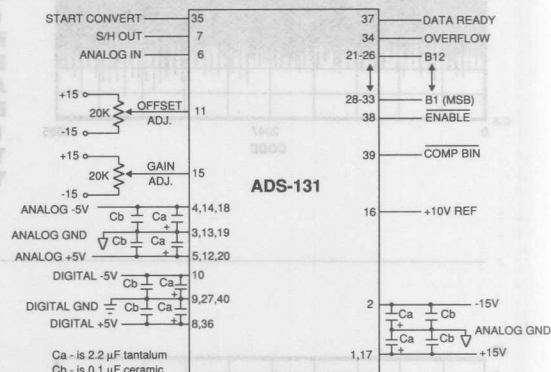 START CONVERT 35
S/H OUT 7
ANALOG IN 6
+15
20K OFFSET ADJ. 11
-15
+15
20K GAIN ADJ. 15
-15
ANALOG -5V 4,14,18
Cb Ca +
ANALOG GND 3,13,19
Cb Ca +
ANALOG +5V 5,12,20
DIGITAL -5V 10
Cb Ca +
DIGITAL GND 9,27,40
Cb Ca +
DIGITAL +5V 8,36
ADS-131
37 DATA READY
34 OVERFLOW
21-26 B12
28-33 B1 (MSB)
38 ENABLE
39 COMP BIN
16 +10V REF
2 -15V
Ca + Cb
ANALOG GND
Ca + Cb
1,17 +15V
Ca - is 2.2 µF tantalum
Cb - is 0.1 µF ceramic